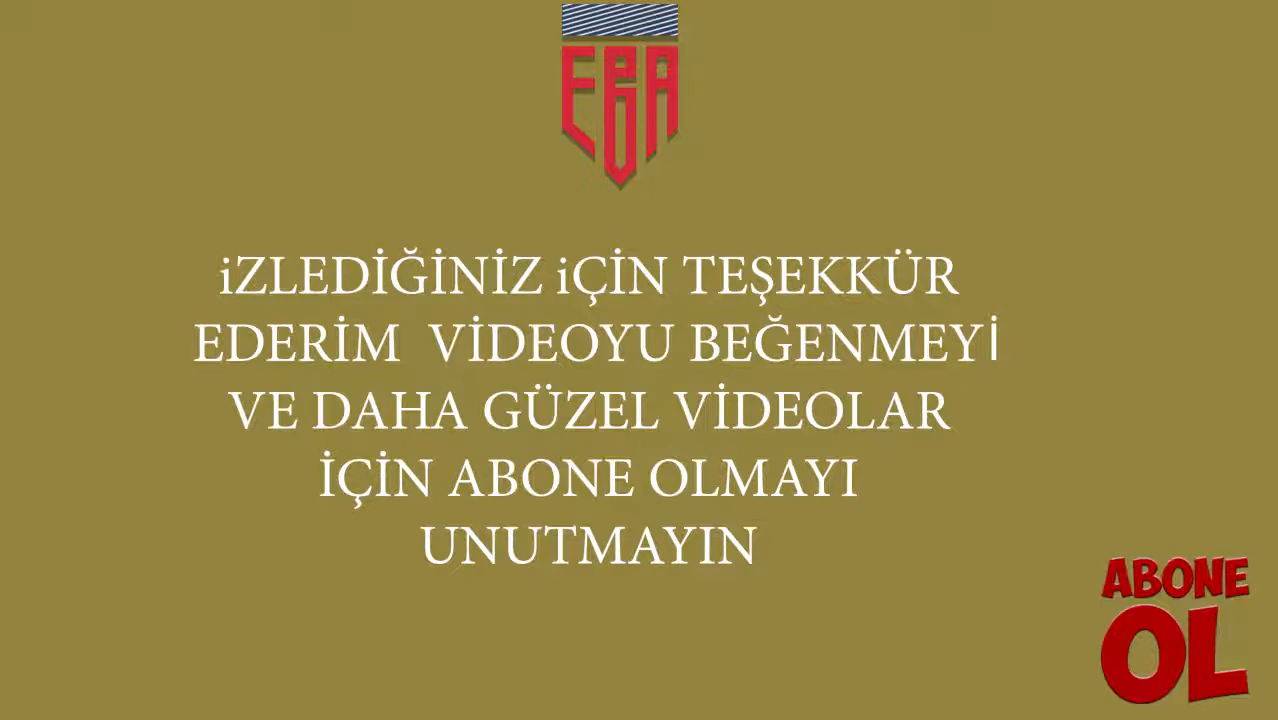 EBA
iZLEDİĞİNİZ iÇİN TEŞEKKÜR
EDERİM VİDEOYU BEĞENMEYİ
VE DAHA GÜZEL VİDEOLAR
İÇİN ABONE OLMAYI
UNUTMAYIN
ABONE
OL